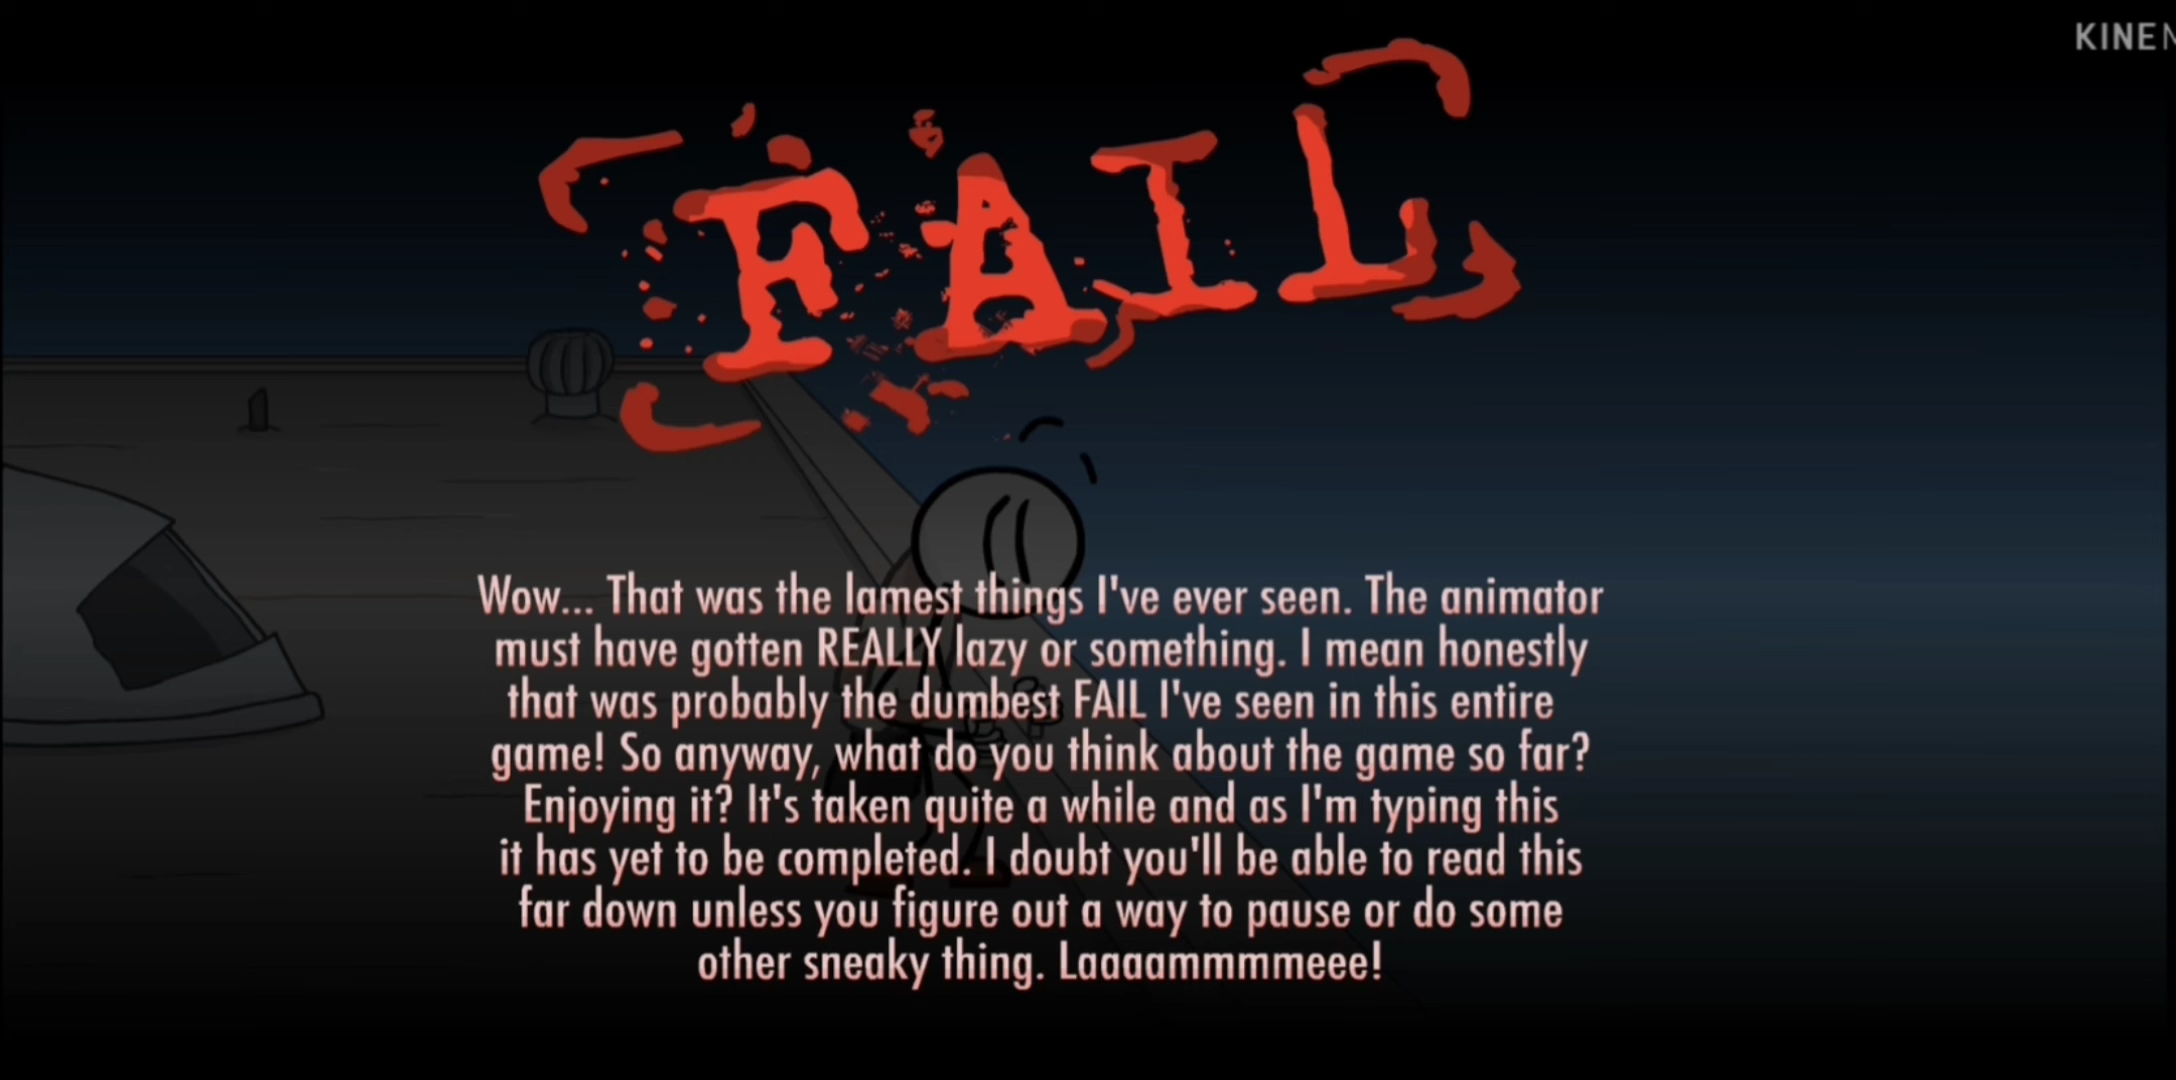 KINEM
FAIL
Wow... That was the lamest things I've ever seen. The animator
must have gotten REALLY lazy or something. I mean honestly
that was probably the dumbest FAIL I've seen in this entire
game! So anyway, what do you think about the game so far?
Enjoying it? It's taken quite a while and as I'm typing this
it has yet to be completed. I doubt you'll be able to read this
far down unless you figure out a way to pause or do some
other sneaky thing. Laaaammmmeee!